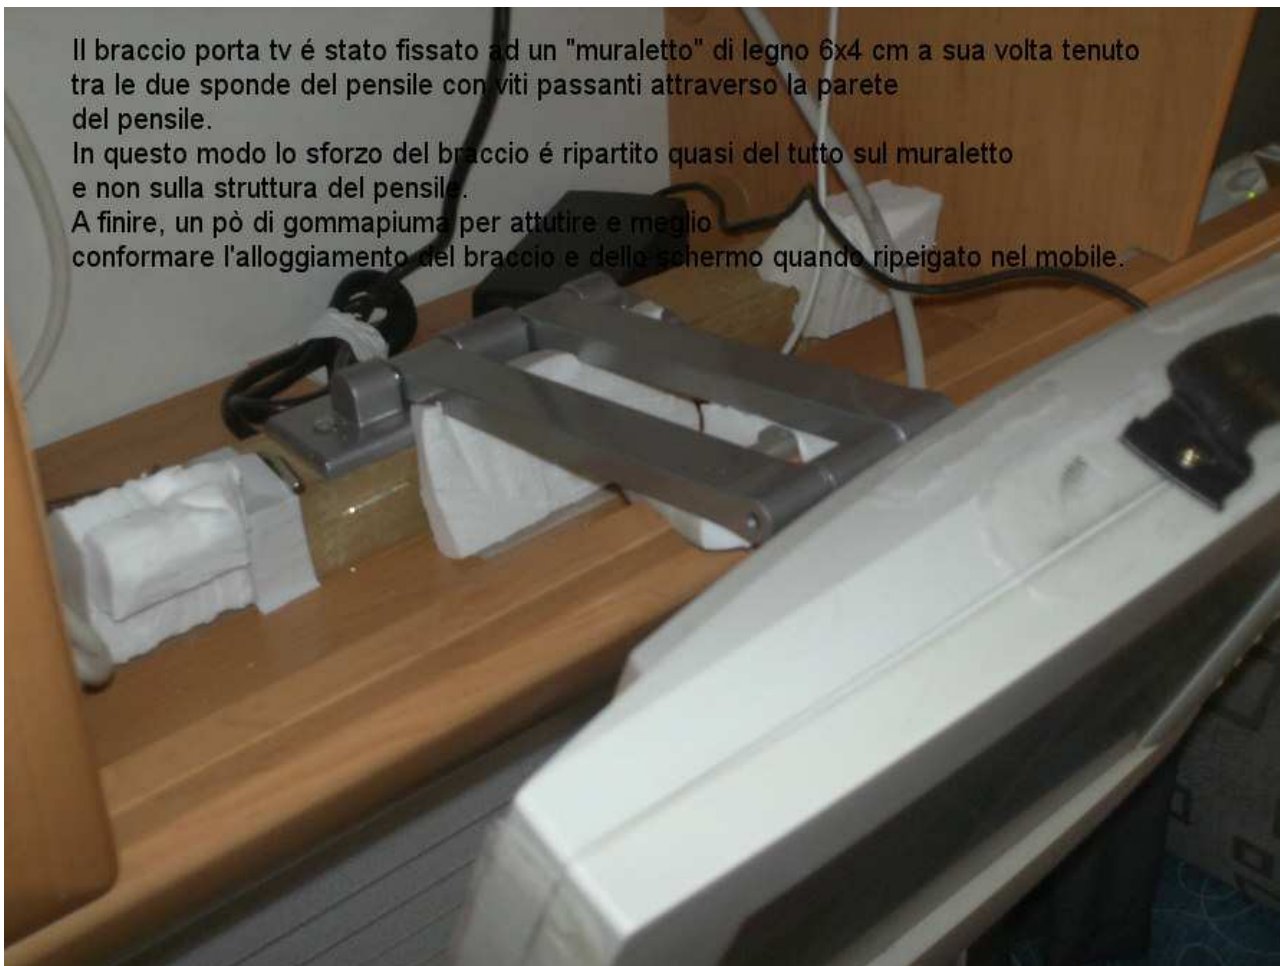 Il braccio porta tv é stato fissato ad un "muraletto" di legno 6x4 cm a sua volta tenuto
tra le due sponde del pensile con viti passanti attraverso la parete
del pensile.
In questo modo lo sforzo del braccio é ripartito quasi del tutto sul muraletto
e non sulla struttura del pensile.
A finire, un pò di gommapiuma per attutire e meglio
conformare l'alloggiamento del braccio e dello schermo quando ripeigato nel mobile.